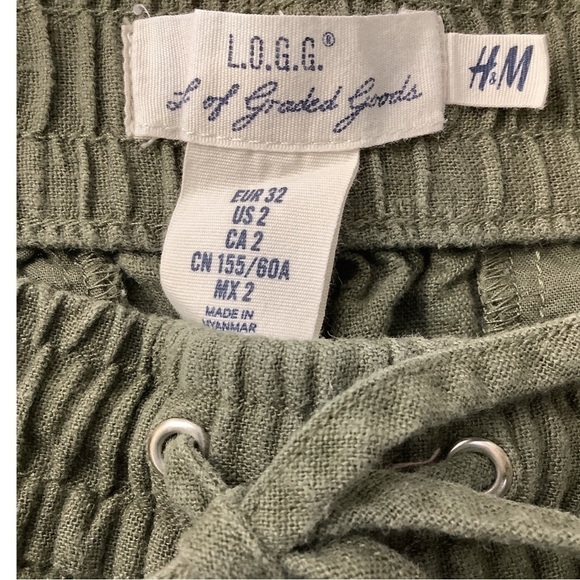 L.O.G.G.®
L of Graded Goods
H&M
EUR 32
US 2
CA 2
CN 155/60A
MX 2
MADE IN
MYANMAR